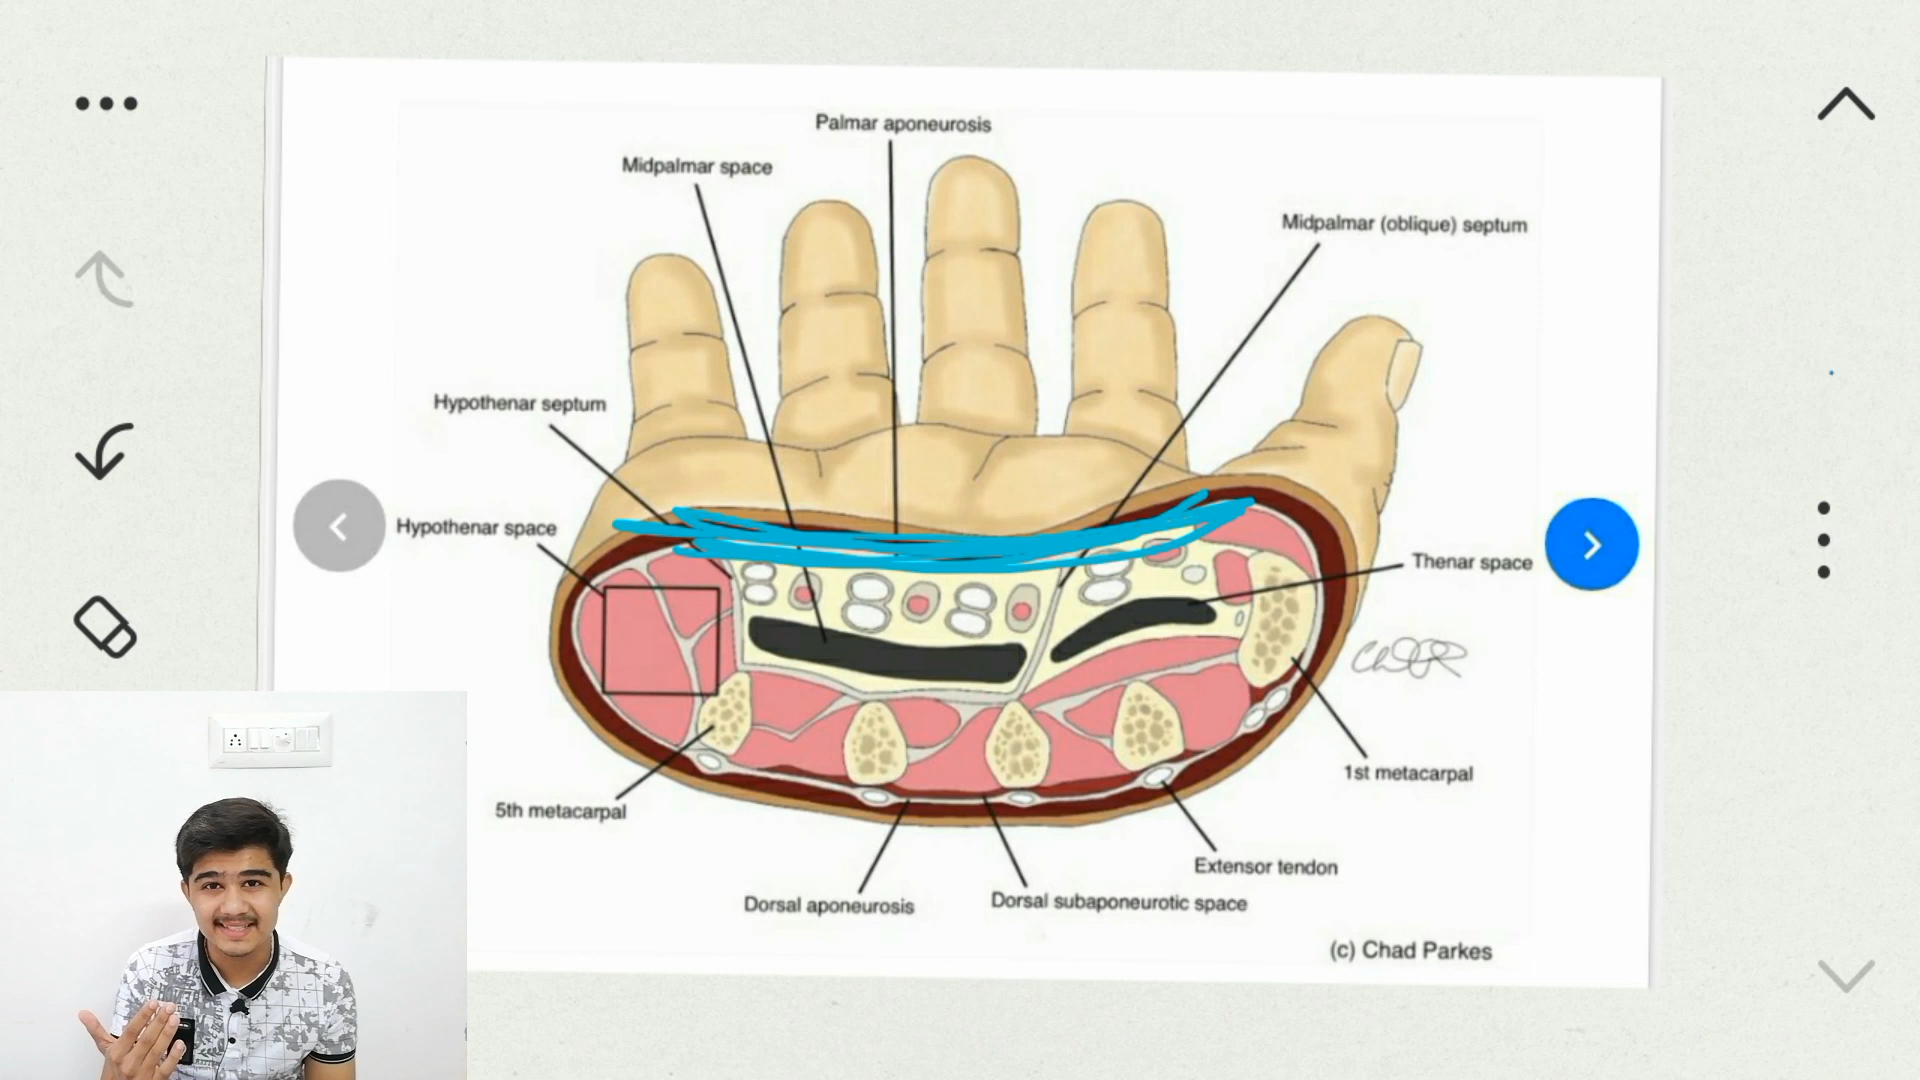 Palmar aponeurosis
Midpalmar space
Midpalmar (oblique) septum
Hypothenar septum
Hypothenar space
Thenar space
1st metacarpal
5th metacarpal
Extensor tendon
Dorsal aponeurosis
Dorsal subaponeurotic space
(c) Chad Parkes